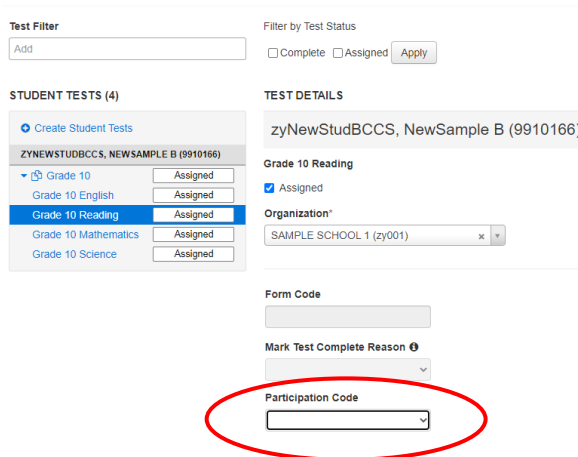 Test Filter
Add
Filter by Test Status
Complete Assigned Apply
STUDENT TESTS (4)
Create Student Tests
ZYNEWSTUDBCCS, NEWSAMPLE B (9910166)
Grade 10 Assigned
Grade 10 English Assigned
Grade 10 Reading Assigned
Grade 10 Mathematics Assigned
Grade 10 Science Assigned
TEST DETAILS
zyNewStudBCCS, NewSample B (9910166)
Grade 10 Reading
Assigned
Organization*
SAMPLE SCHOOL 1 (zy001)
Form Code
Mark Test Complete Reason
Participation Code